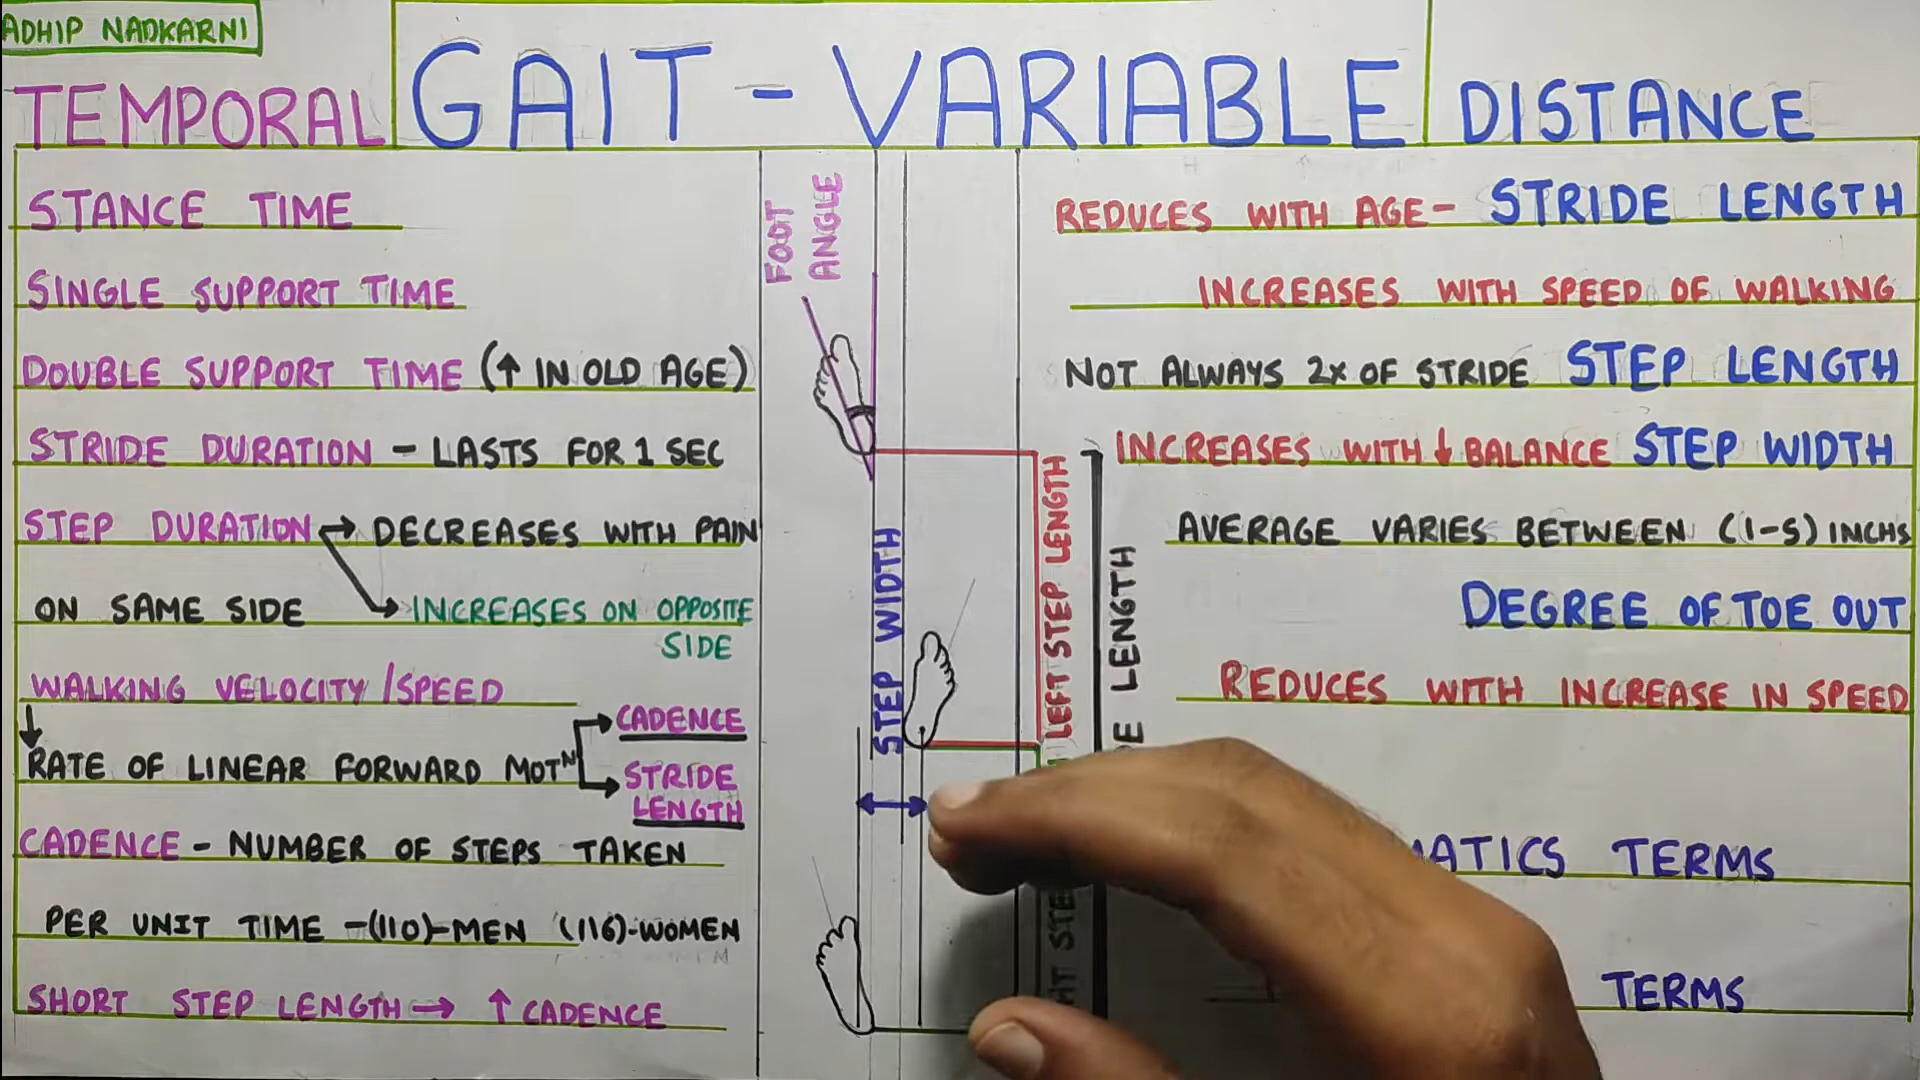 ADHIP NADKARNI
GAIT - VARIABLE
TEMPORAL
STANCE TIME
SINGLE SUPPORT TIME
DOUBLE SUPPORT TIME (↑ IN OLD AGE)
STRIDE DURATION - LASTS FOR 1 SEC
STEP DURATION → DECREASES WITH PAIN
ON SAME SIDE → INCREASES ON OPPOSITE
SIDE
WALKING VELOCITY /SPEED
↓
RATE OF LINEAR FORWARD MOTᴺ
→ CADENCE
→ STRIDE
LENGTH
CADENCE - NUMBER OF STEPS TAKEN
PER UNIT TIME -(110)-MEN (116)-WOMEN
SHORT STEP LENGTH → ↑ CADENCE
FOOT
ANGLE
STEP WIDTH
LEFT STEP LENGTH
LENGTH
DISTANCE
REDUCES WITH AGE- STRIDE LENGTH
INCREASES WITH SPEED OF WALKING
NOT ALWAYS 2X OF STRIDE STEP LENGTH
INCREASES WITH ↓ BALANCE STEP WIDTH
AVERAGE VARIES BETWEEN (1-5) INCHS
DEGREE OF TOE OUT
REDUCES WITH INCREASE IN SPEED
TERMS
TERMS